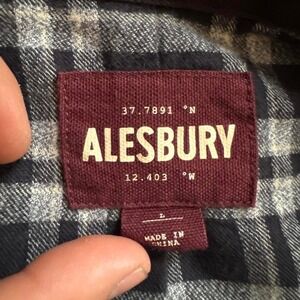 37.7891 °N
ALESBURY
12.403 °W
L
MADE IN
CHINA